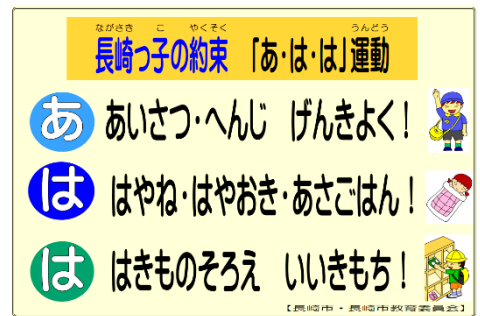 ながさき こ やくそく うんどう
長崎っ子の約束 「あ・は・は」運動
あ あいさつ・へんじ げんきよく!
は はやね・はやおき・あさごはん!
は はきものそろえ いいきもち!
【長崎市・長崎市教育委員会】